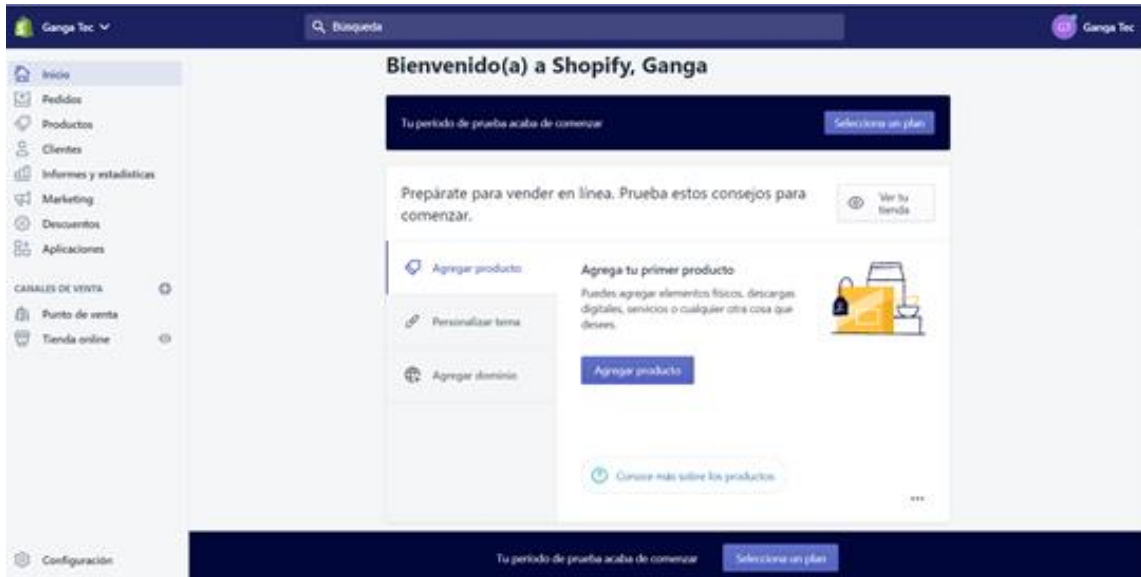 Ganga Tec
Búsqueda
GT
Ganga Tec
Inicio
Pedidos
Productos
Clientes
Informes y estadísticas
Marketing
Descuentos
Aplicaciones
CANALES DE VENTA
Punto de venta
Tienda online
Configuración
Bienvenido(a) a Shopify, Ganga
Tu periodo de prueba acaba de comenzar
Selecciona un plan
Prepárate para vender en línea. Prueba estos consejos para
comenzar.
Ver tu
tienda
Agregar producto
Personalizar tema
Agregar dominio
Agrega tu primer producto
Puedes agregar elementos físicos, descargas
digitales, servicios o cualquier otra cosa que
desees.
Agregar producto
Conoce más sobre los productos
Tu periodo de prueba acaba de comenzar
Selecciona un plan